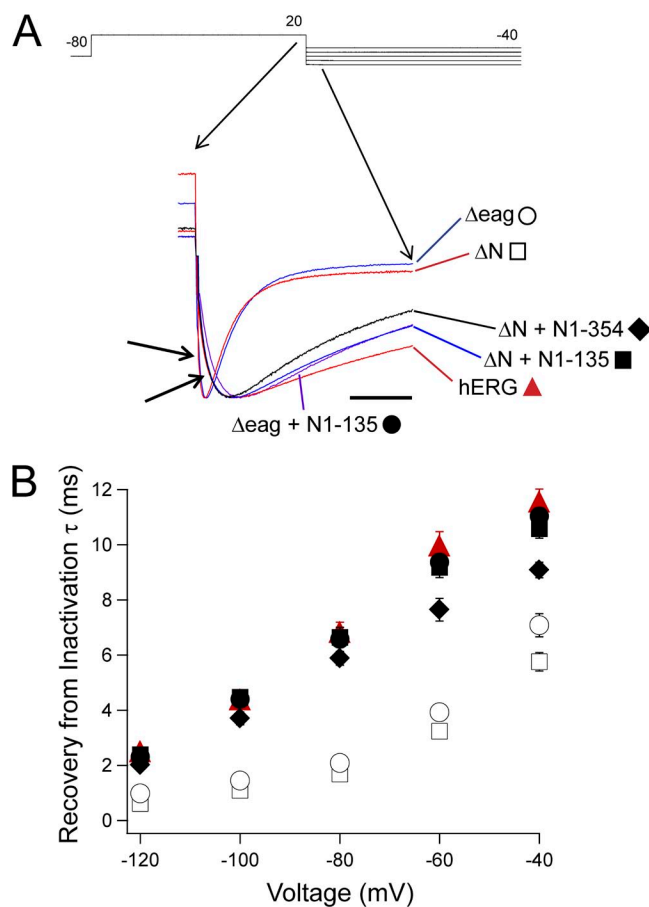 A
-80
20
-40
Δeag
ΔN
ΔN + N1-354
ΔN + N1-135
hERG
Δeag + N1-135
B
Recovery from Inactivation τ (ms)
12
10
8
6
4
2
0
-120
-100
-80
-60
-40
Voltage (mV)